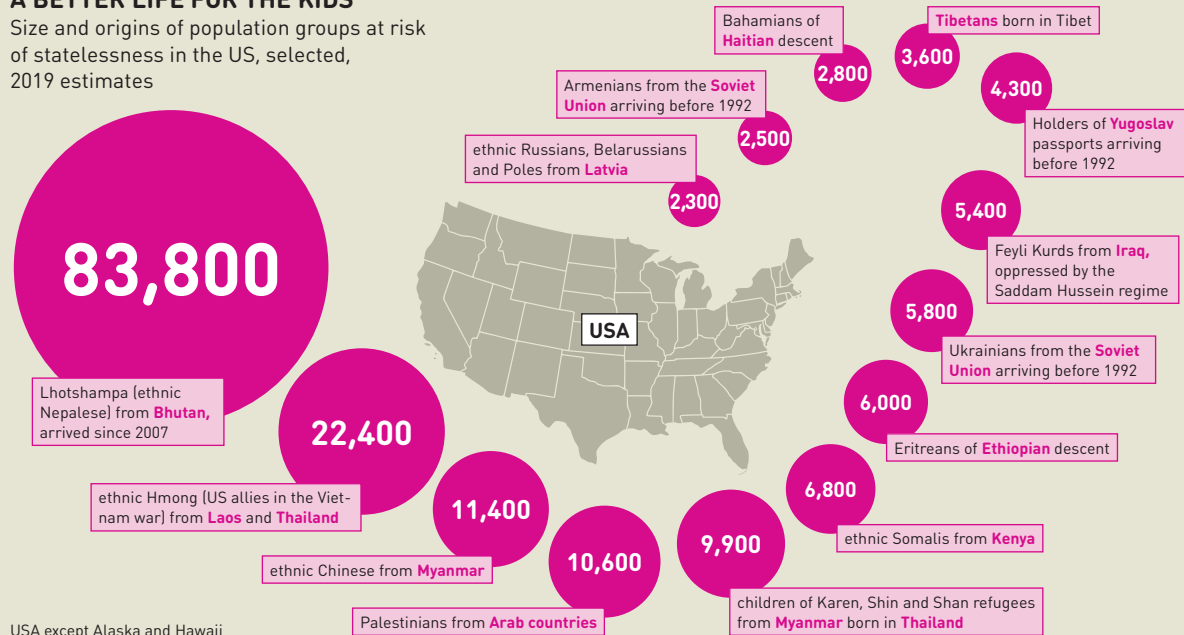 A BETTER LIFE FOR THE KIDS
Size and origins of population groups at risk
of statelessness in the US, selected,
2019 estimates
83,800
Lhotshampa (ethnic
Nepalese) from Bhutan,
arrived since 2007
22,400
ethnic Hmong (US allies in the Viet-
nam war) from Laos and Thailand
11,400
ethnic Chinese from Myanmar
10,600
Palestinians from Arab countries
9,900
children of Karen, Shin and Shan refugees
from Myanmar born in Thailand
6,800
ethnic Somalis from Kenya
6,000
Eritreans of Ethiopian descent
5,800
Ukrainians from the Soviet
Union arriving before 1992
5,400
Feyli Kurds from Iraq,
oppressed by the
Saddam Hussein regime
4,300
Holders of Yugoslav
passports arriving
before 1992
3,600
Tibetans born in Tibet
2,800
Bahamians of
Haitian descent
2,500
Armenians from the Soviet
Union arriving before 1992
2,300
ethnic Russians, Belarussians
and Poles from Latvia
USA
USA except Alaska and Hawaii